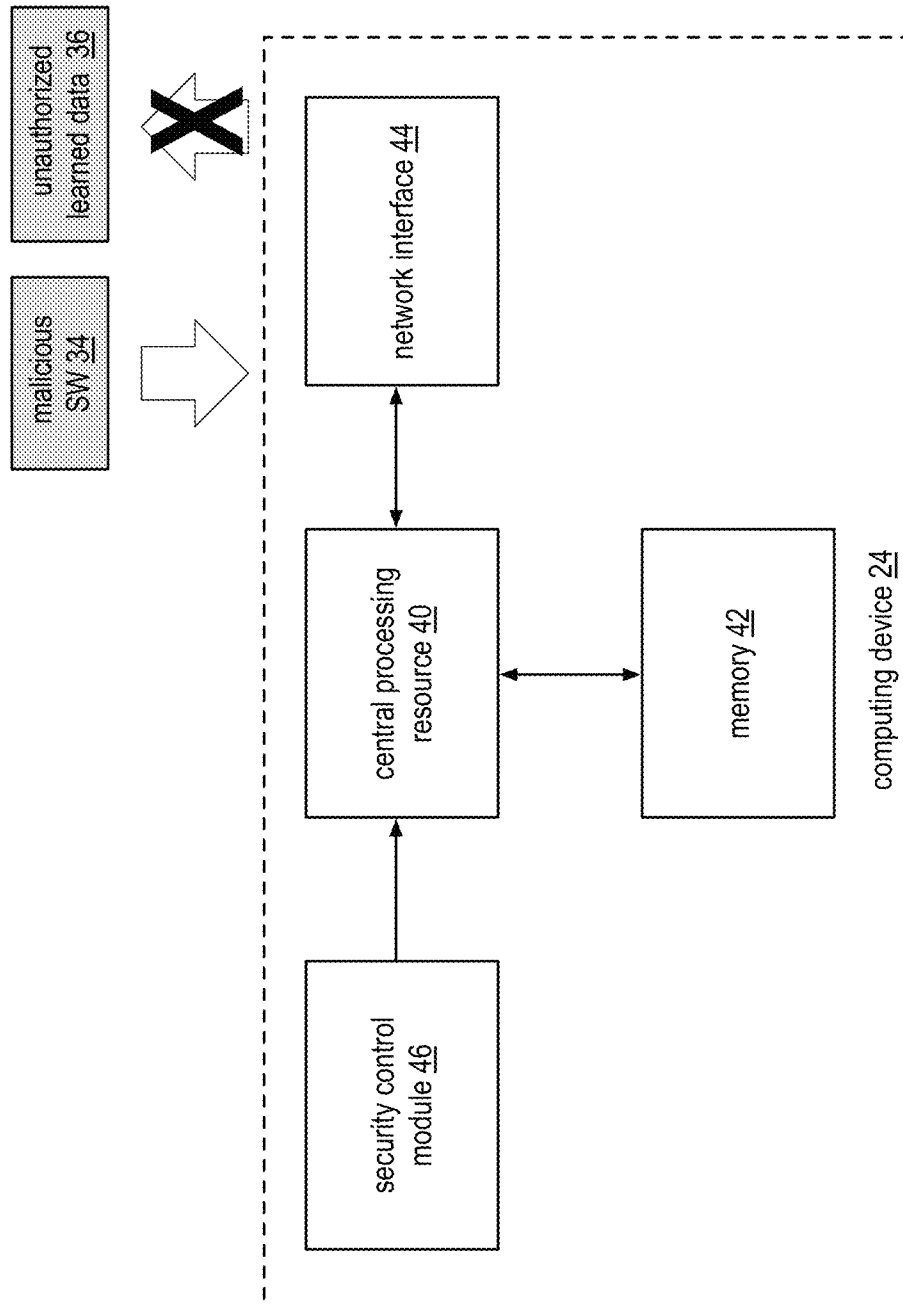 malicious
SW 34
unauthorized
learned data 36
security control
module 46
central processing
resource 40
network interface 44
memory 42
computing device 24